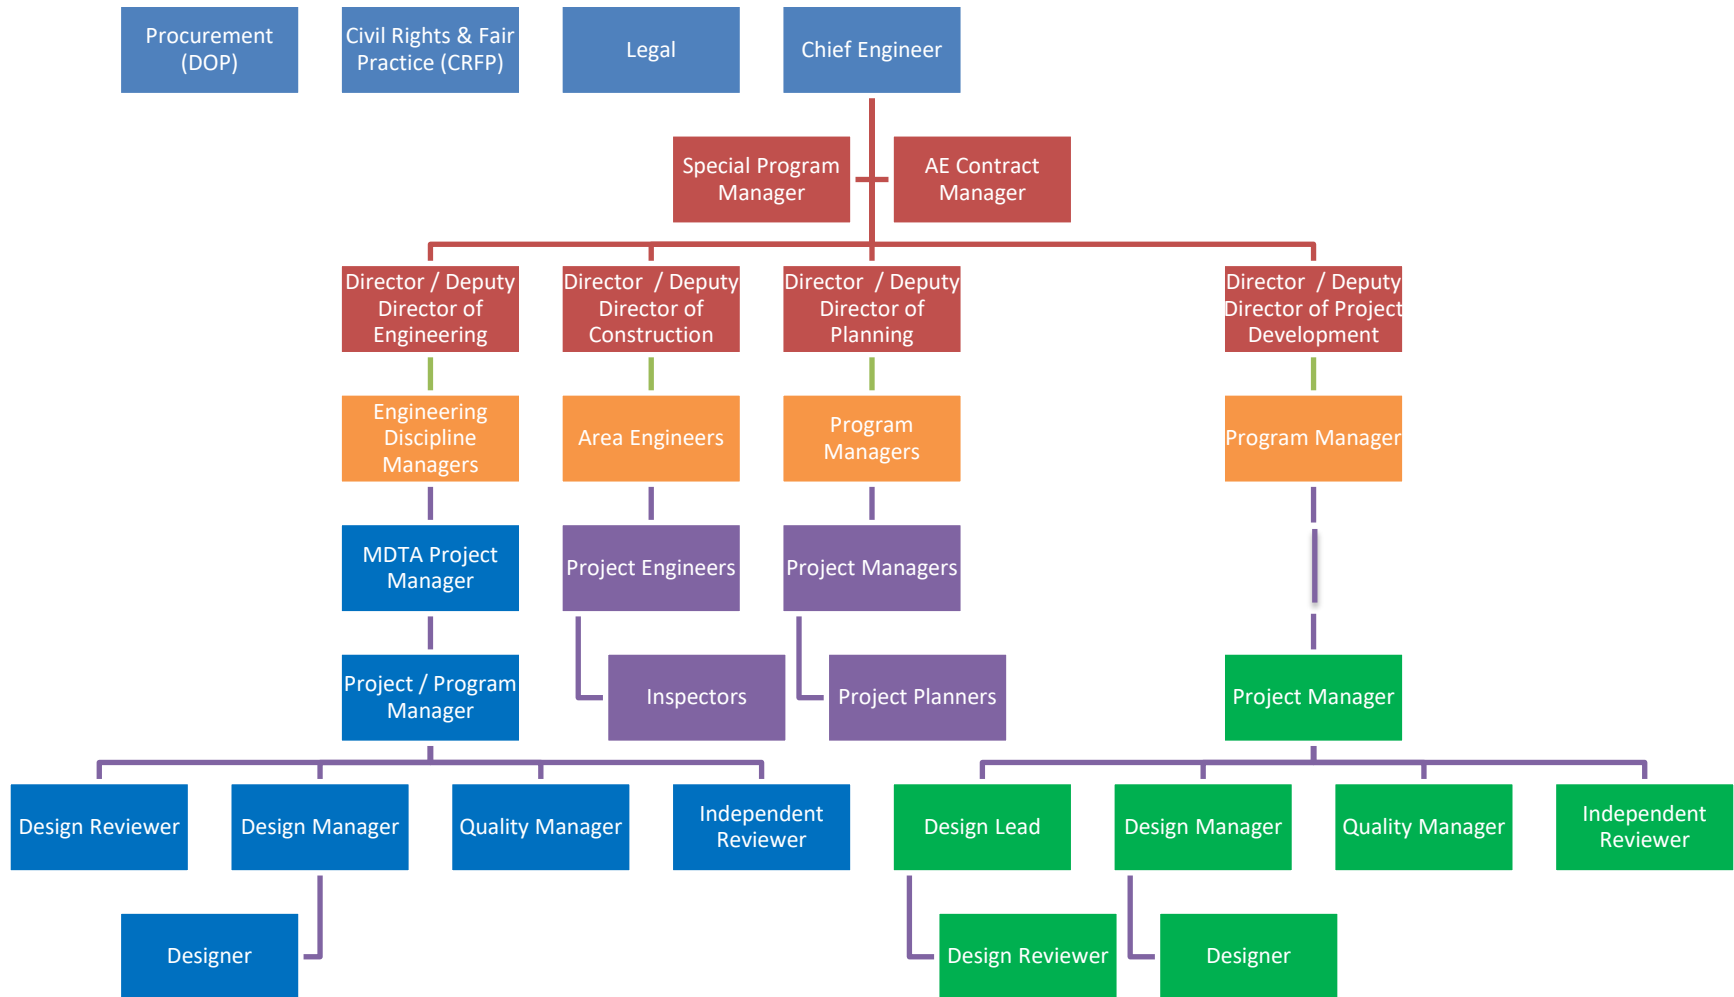 Procurement
(DOP)
Civil Rights & Fair
Practice (CRFP)
Legal
Chief Engineer
Special Program
Manager
AE Contract
Manager
Director / Deputy
Director of
Engineering
Director / Deputy
Director of
Construction
Director / Deputy
Director of
Planning
Director / Deputy
Director of Project
Development
Engineering
Discipline
Managers
Area Engineers
Program
Managers
Program Manager
MDTA Project
Manager
Project Engineers
Project Managers
Project / Program
Manager
Inspectors
Project Planners
Project Manager
Design Reviewer
Design Manager
Quality Manager
Independent
Reviewer
Design Lead
Design Manager
Quality Manager
Independent
Reviewer
Designer
Design Reviewer
Designer